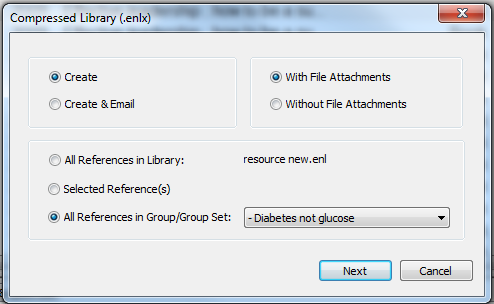 Compressed Library (.enlx)
Create
With File Attachments
Create & Email
Without File Attachments
All References in Library: resource new.enl
Selected Reference(s)
All References in Group/Group Set: - Diabetes not glucose
Next Cancel